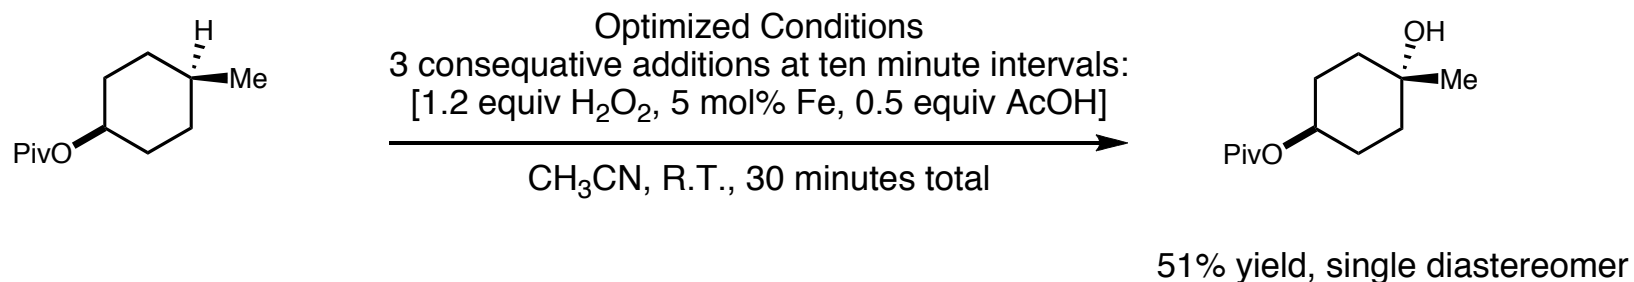 Optimized Conditions
3 consequative additions at ten minute intervals:
[1.2 equiv H₂O₂, 5 mol% Fe, 0.5 equiv AcOH]
CH₃CN, R.T., 30 minutes total
H
Me
PivO
OH
Me
PivO
51% yield, single diastereomer